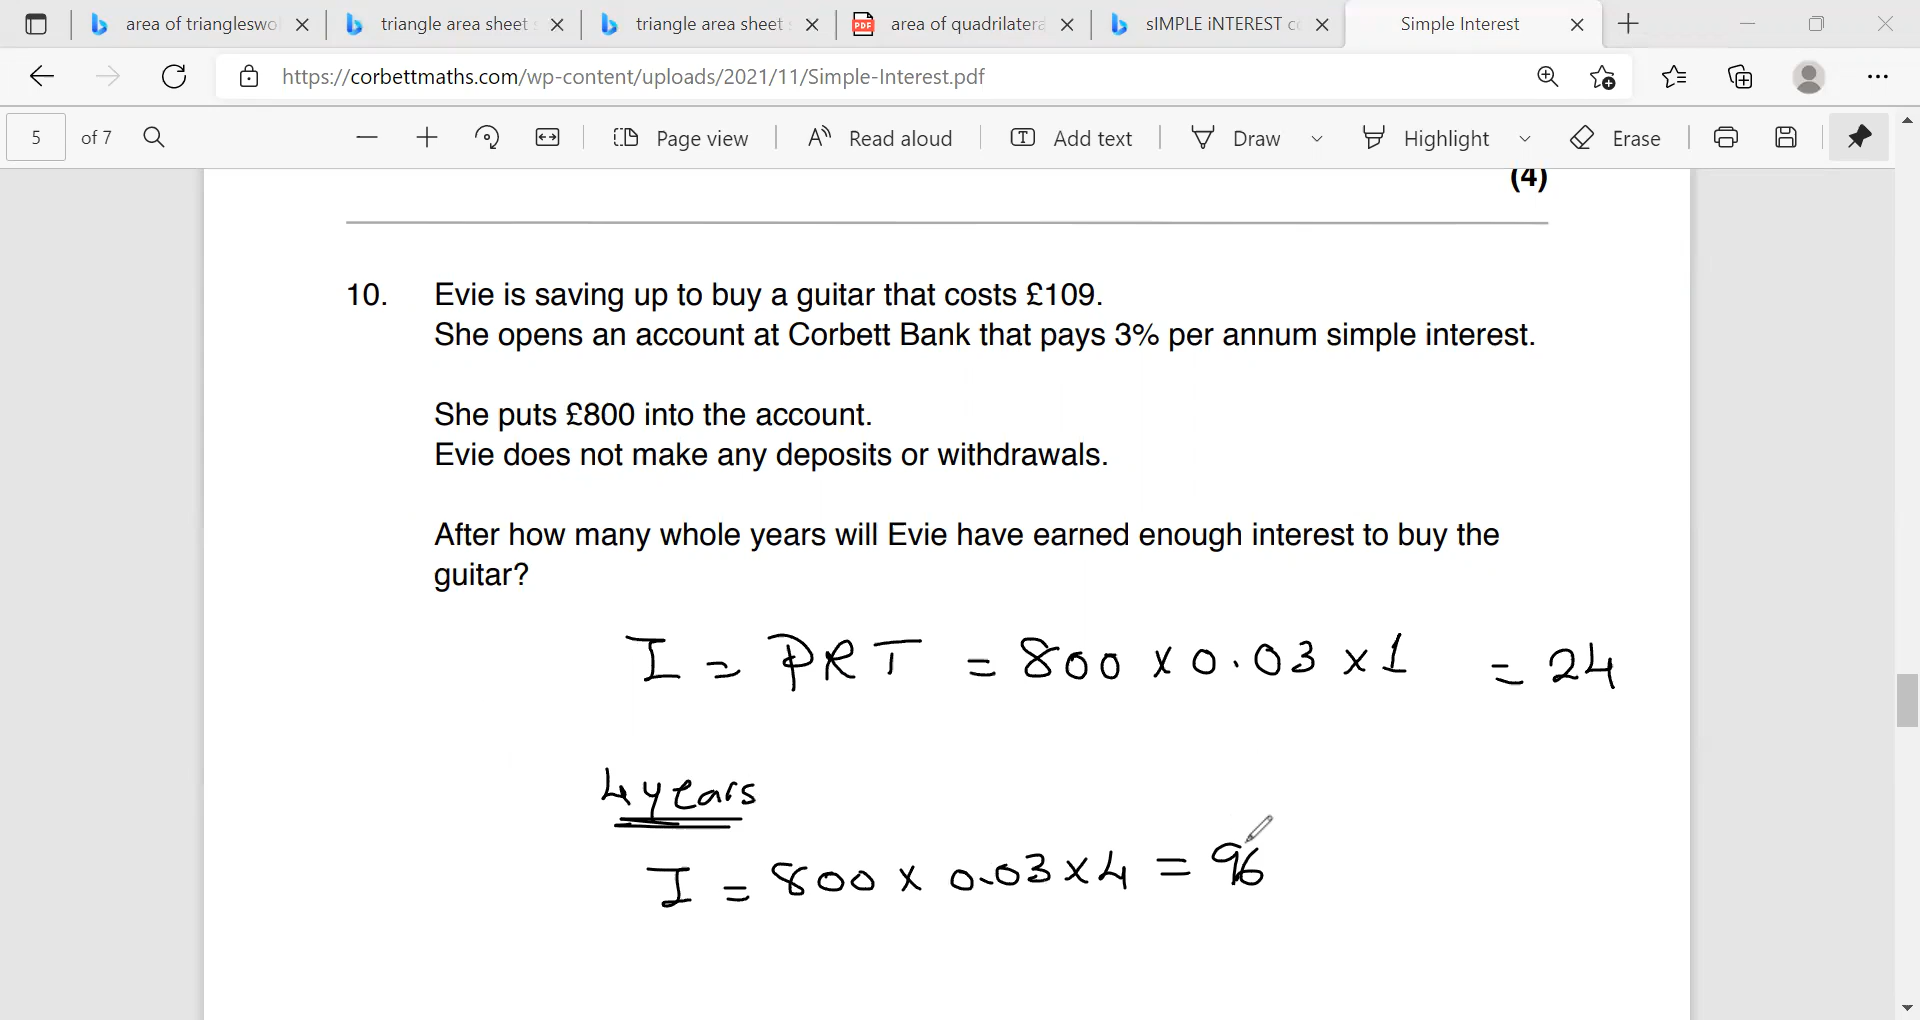 area of triangleswo
triangle area sheet
triangle area sheet
area of quadrilatera
sIMPLE iNTEREST co
Simple Interest
https://corbettmaths.com/wp-content/uploads/2021/11/Simple-Interest.pdf
5 of 7
Page view
Read aloud
Add text
Draw
Highlight
Erase
(4)
10. Evie is saving up to buy a guitar that costs £109.
She opens an account at Corbett Bank that pays 3% per annum simple interest.
She puts £800 into the account.
Evie does not make any deposits or withdrawals.
After how many whole years will Evie have earned enough interest to buy the
guitar?
I = PRT = 800 × 0.03 × 1 = 24
4 years
I = 800 × 0.03 × 4 = 96